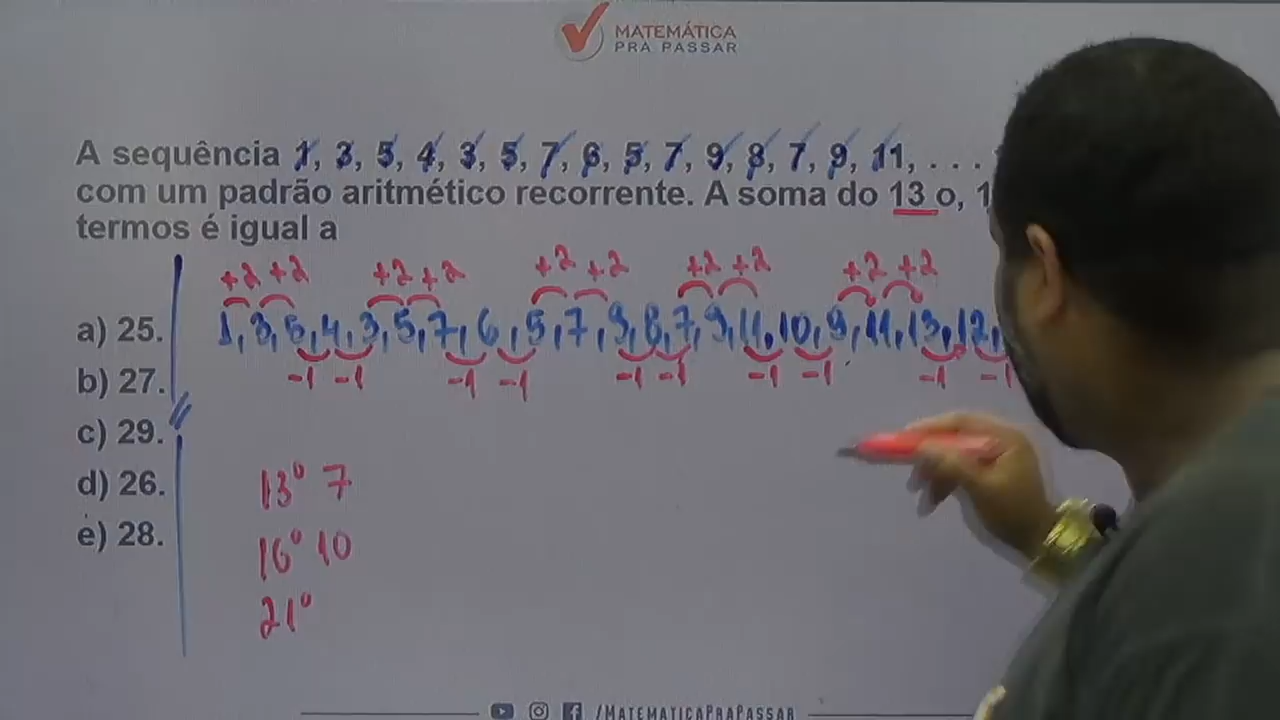 MATEMÁTICA
PRA PASSAR
A sequência 1, 3, 5, 4, 3, 5, 7, 6, 5, 7, 9, 8, 7, 9, 11, . . .
com um padrão aritmético recorrente. A soma do 13 o, 1
termos é igual a
+2 +2 +2 +2 +2 +2 +2 +2 +2 +2
a) 25.
1, 3, 5, 4, 3, 5, 7, 6, 5, 7, 9, 8, 7, 9, 11, 10, 9, 11, 13, 12,
-1 -1 -1 -1 -1 -1 -1 -1 -1 -1
b) 27.
c) 29.
d) 26.
e) 28.
13º 7
16º 10
21º
/MATEMATICAPRAPASSAR